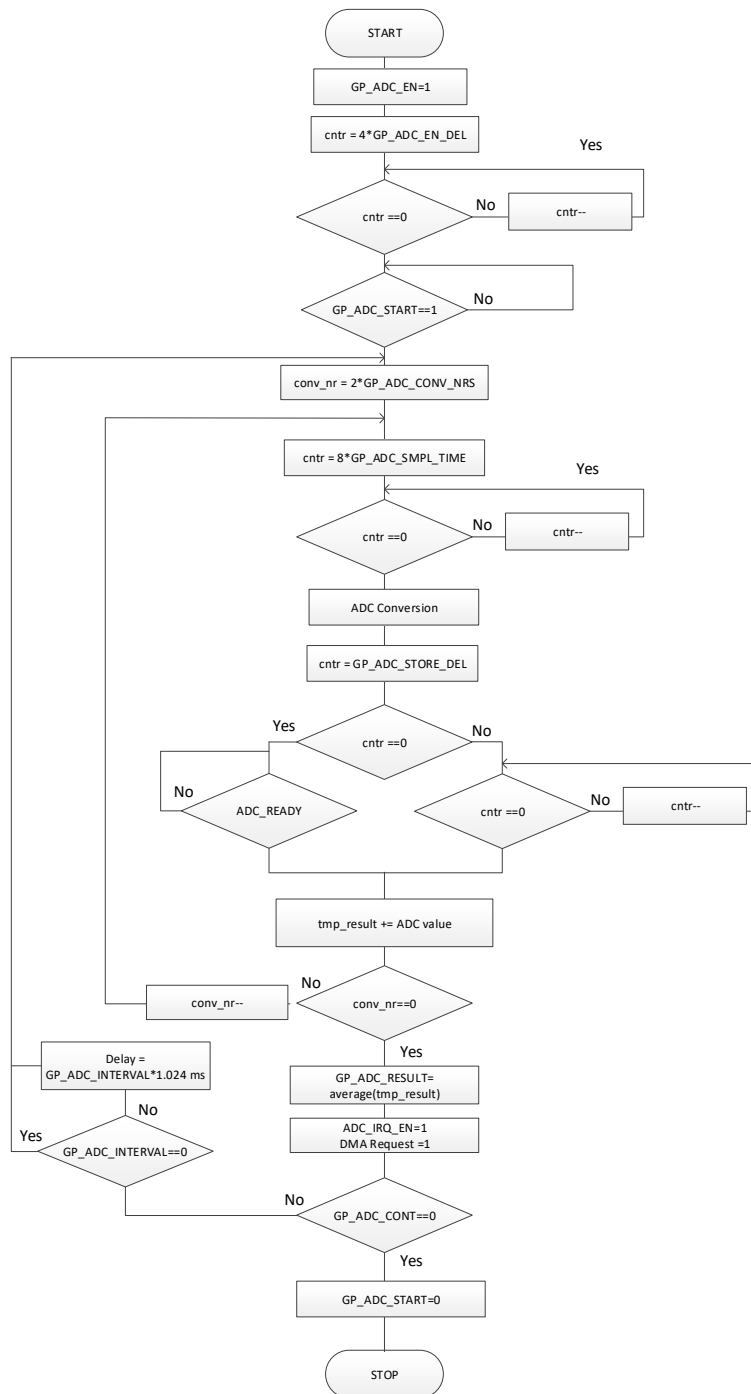 START
GP_ADC_EN=1
cntr = 4*GP_ADC_EN_DEL
Yes
cntr ==0
No
cntr--
GP_ADC_START==1
No
conv_nr = 2*GP_ADC_CONV_NRS
cntr = 8*GP_ADC_SMPL_TIME
Yes
cntr ==0
No
cntr--
ADC Conversion
cntr = GP_ADC_STORE_DEL
Yes
cntr ==0
No
No
ADC_READY
cntr ==0
No
cntr--
tmp_result += ADC value
conv_nr--
No
conv_nr==0
Yes
Delay =
GP_ADC_INTERVAL*1.024 ms
GP_ADC_RESULT=
average(tmp_result)
No
ADC_IRQ_EN=1
DMA Request =1
Yes
GP_ADC_INTERVAL==0
No
GP_ADC_CONT==0
Yes
GP_ADC_START=0
STOP